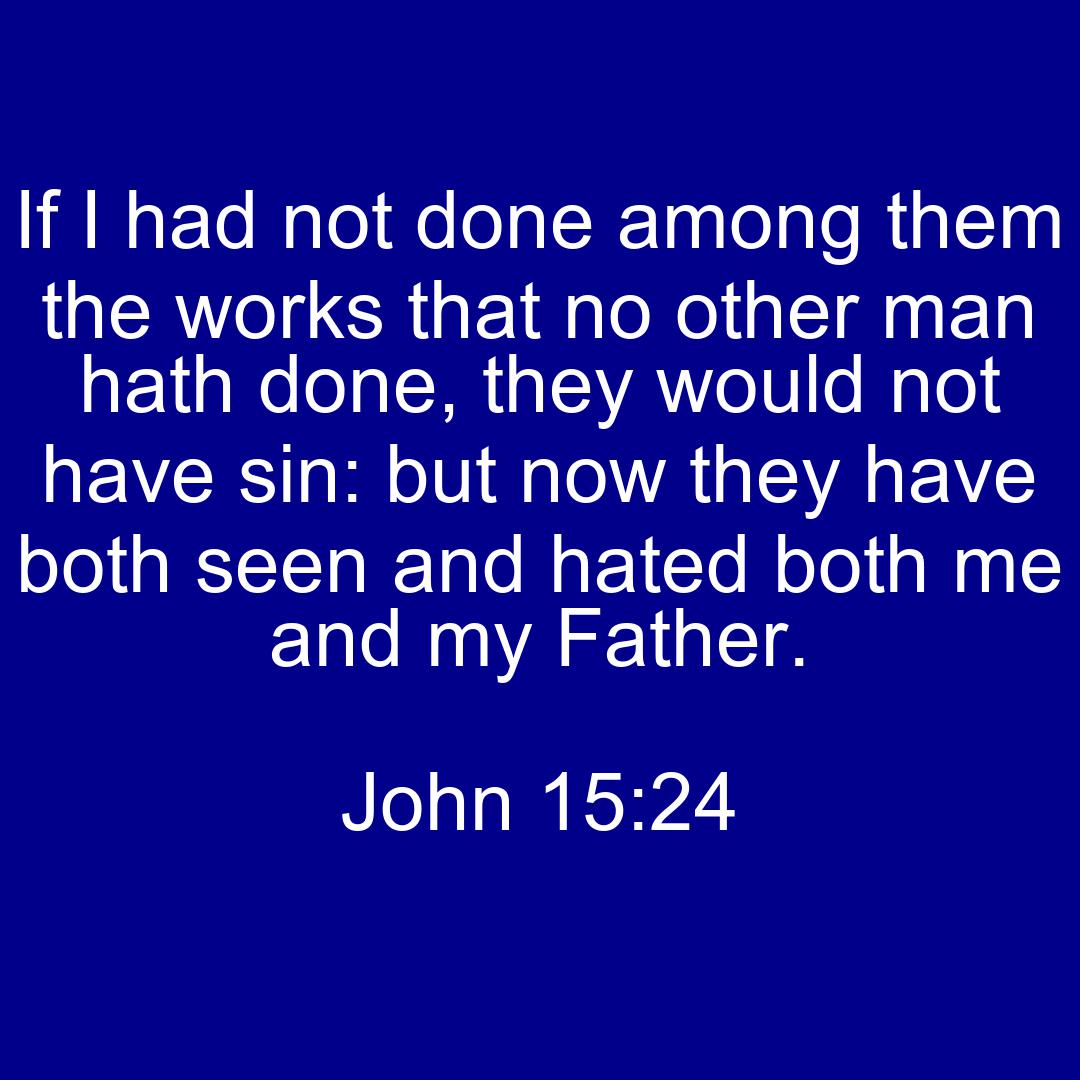 If I had not done among them
the works that no other man
hath done, they would not
have sin: but now they have
both seen and hated both me
and my Father.
John 15:24